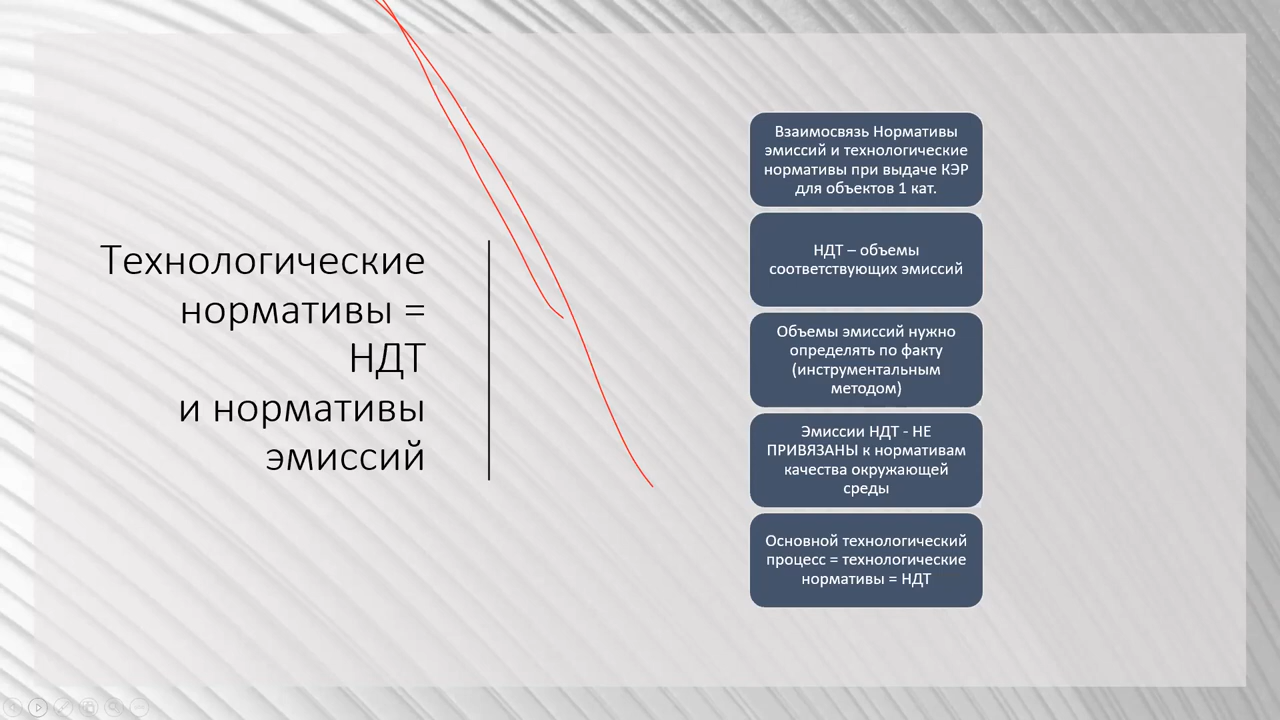 Технологические
нормативы =
НДТ
и нормативы
эмиссий
Взаимосвязь Нормативы
эмиссий и технологические
нормативы при выдаче КЭР
для объектов 1 кат.
НДТ – объемы
соответствующих эмиссий
Объемы эмиссий нужно
определять по факту
(инструментальным
методом)
Эмиссии НДТ - НЕ
ПРИВЯЗАНЫ к нормативам
качества окружающей
среды
Основной технологический
процесс = технологические
нормативы = НДТ